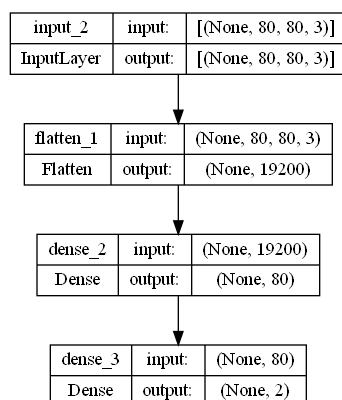 input_2 input: [(None, 80, 80, 3)]
InputLayer output: [(None, 80, 80, 3)]
flatten_1 input: (None, 80, 80, 3)
Flatten output: (None, 19200)
dense_2 input: (None, 19200)
Dense output: (None, 80)
dense_3 input: (None, 80)
Dense output: (None, 2)